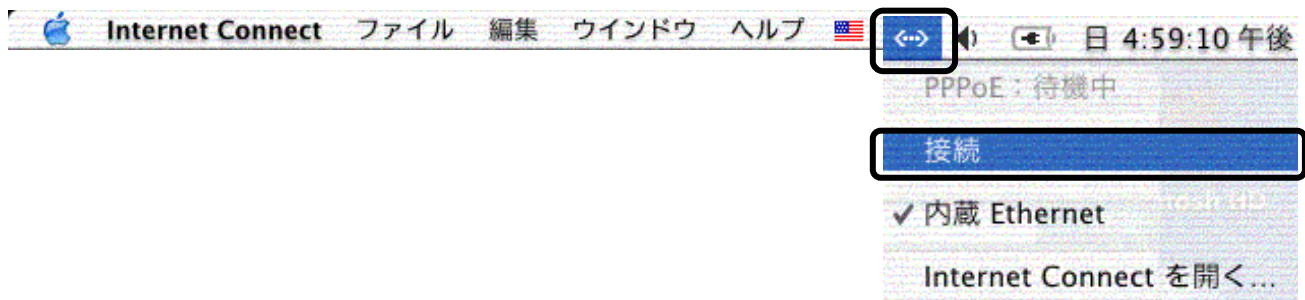 Internet Connect ファイル 編集 ウインドウ ヘルプ 日 4:59:10 午後
PPPoE：待機中
接続
✓ 内蔵 Ethernet
Internet Connect を開く...